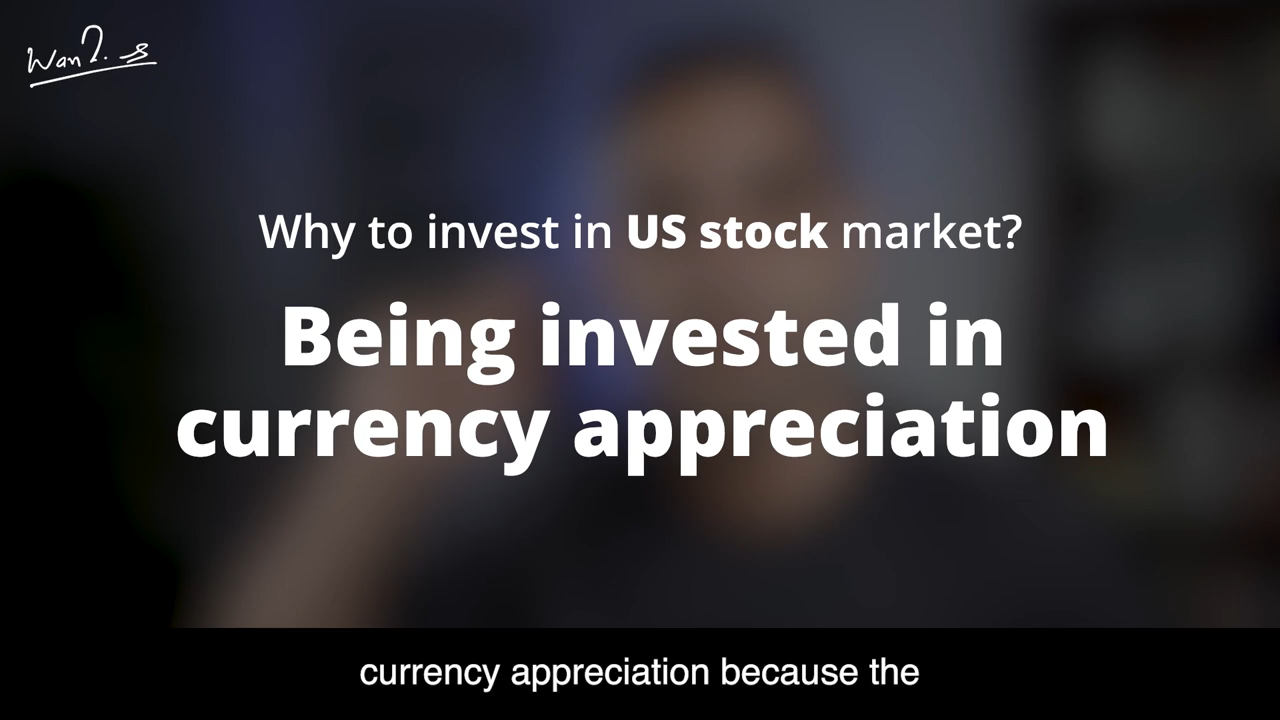 Why to invest in US stock market?
Being invested in
currency appreciation
currency appreciation because the